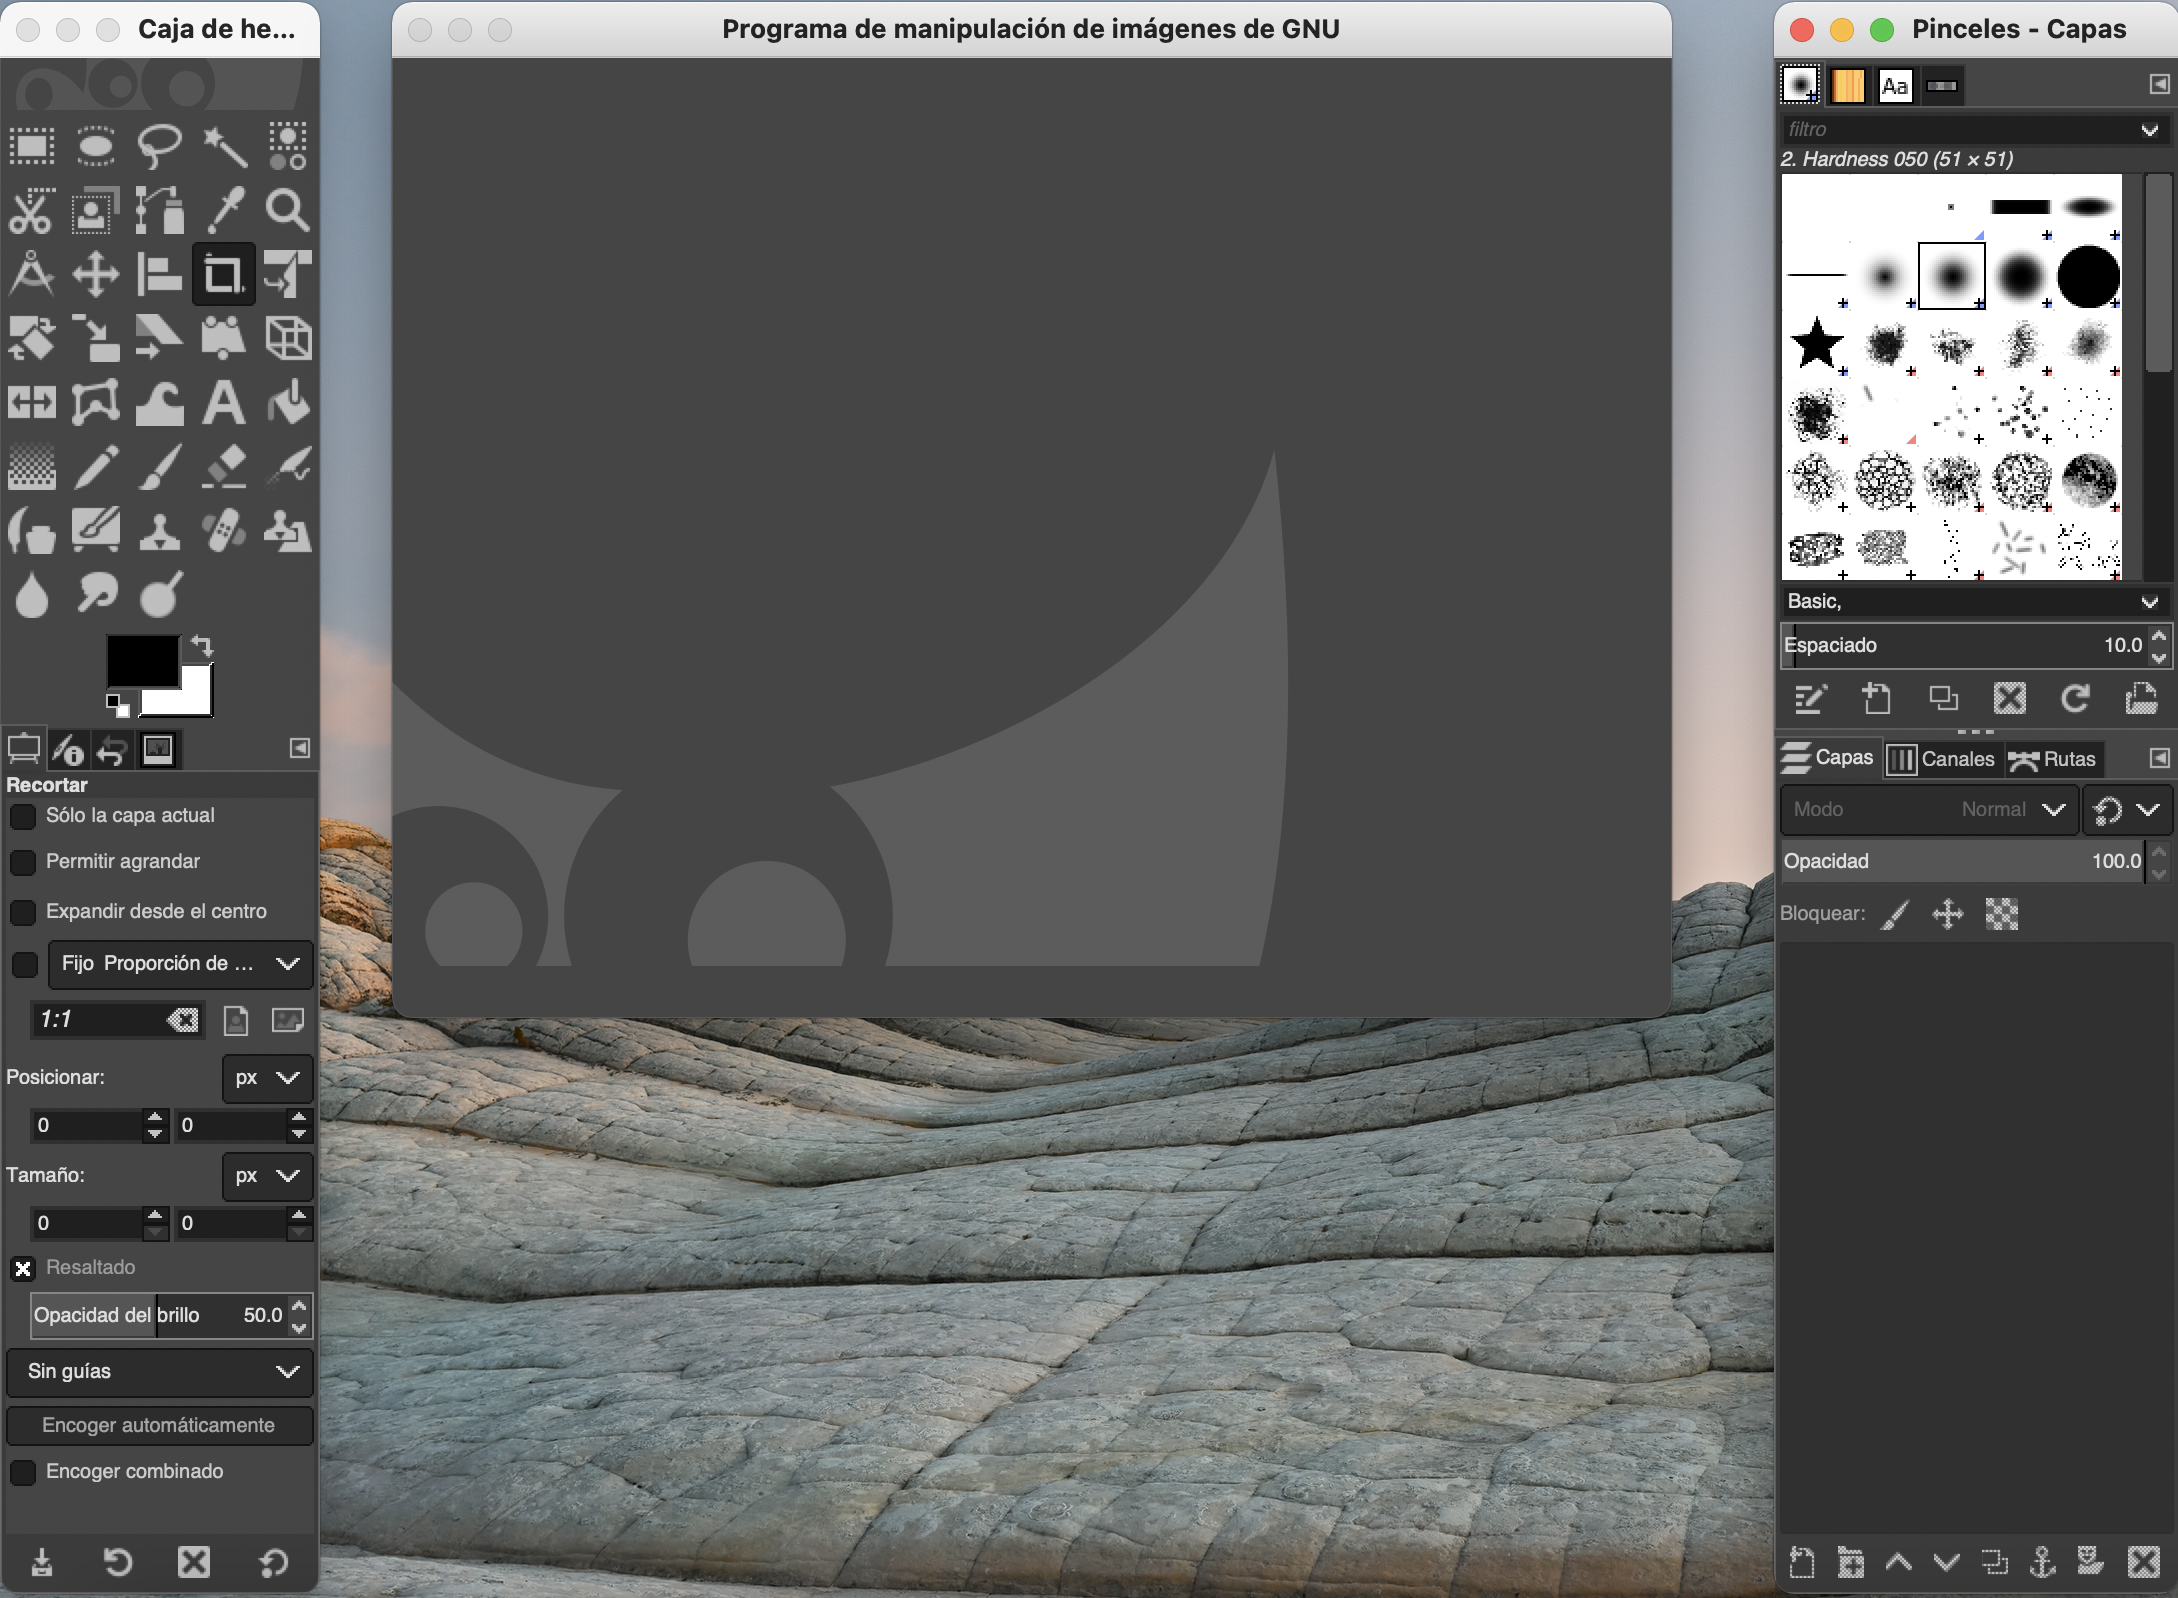 Caja de he...
Programa de manipulación de imágenes de GNU
Pinceles - Capas
Aa
filtro
2. Hardness 050 (51 × 51)
Basic,
Espaciado 10.0
Recortar
Sólo la capa actual
Permitir agrandar
Expandir desde el centro
Fijo Proporción de ...
1:1
Posicionar: px
0 0
Tamaño: px
0 0
Resaltado
Opacidad del brillo 50.0
Sin guías
Encoger automáticamente
Encoger combinado
Capas Canales Rutas
Modo Normal
Opacidad 100.0
Bloquear: